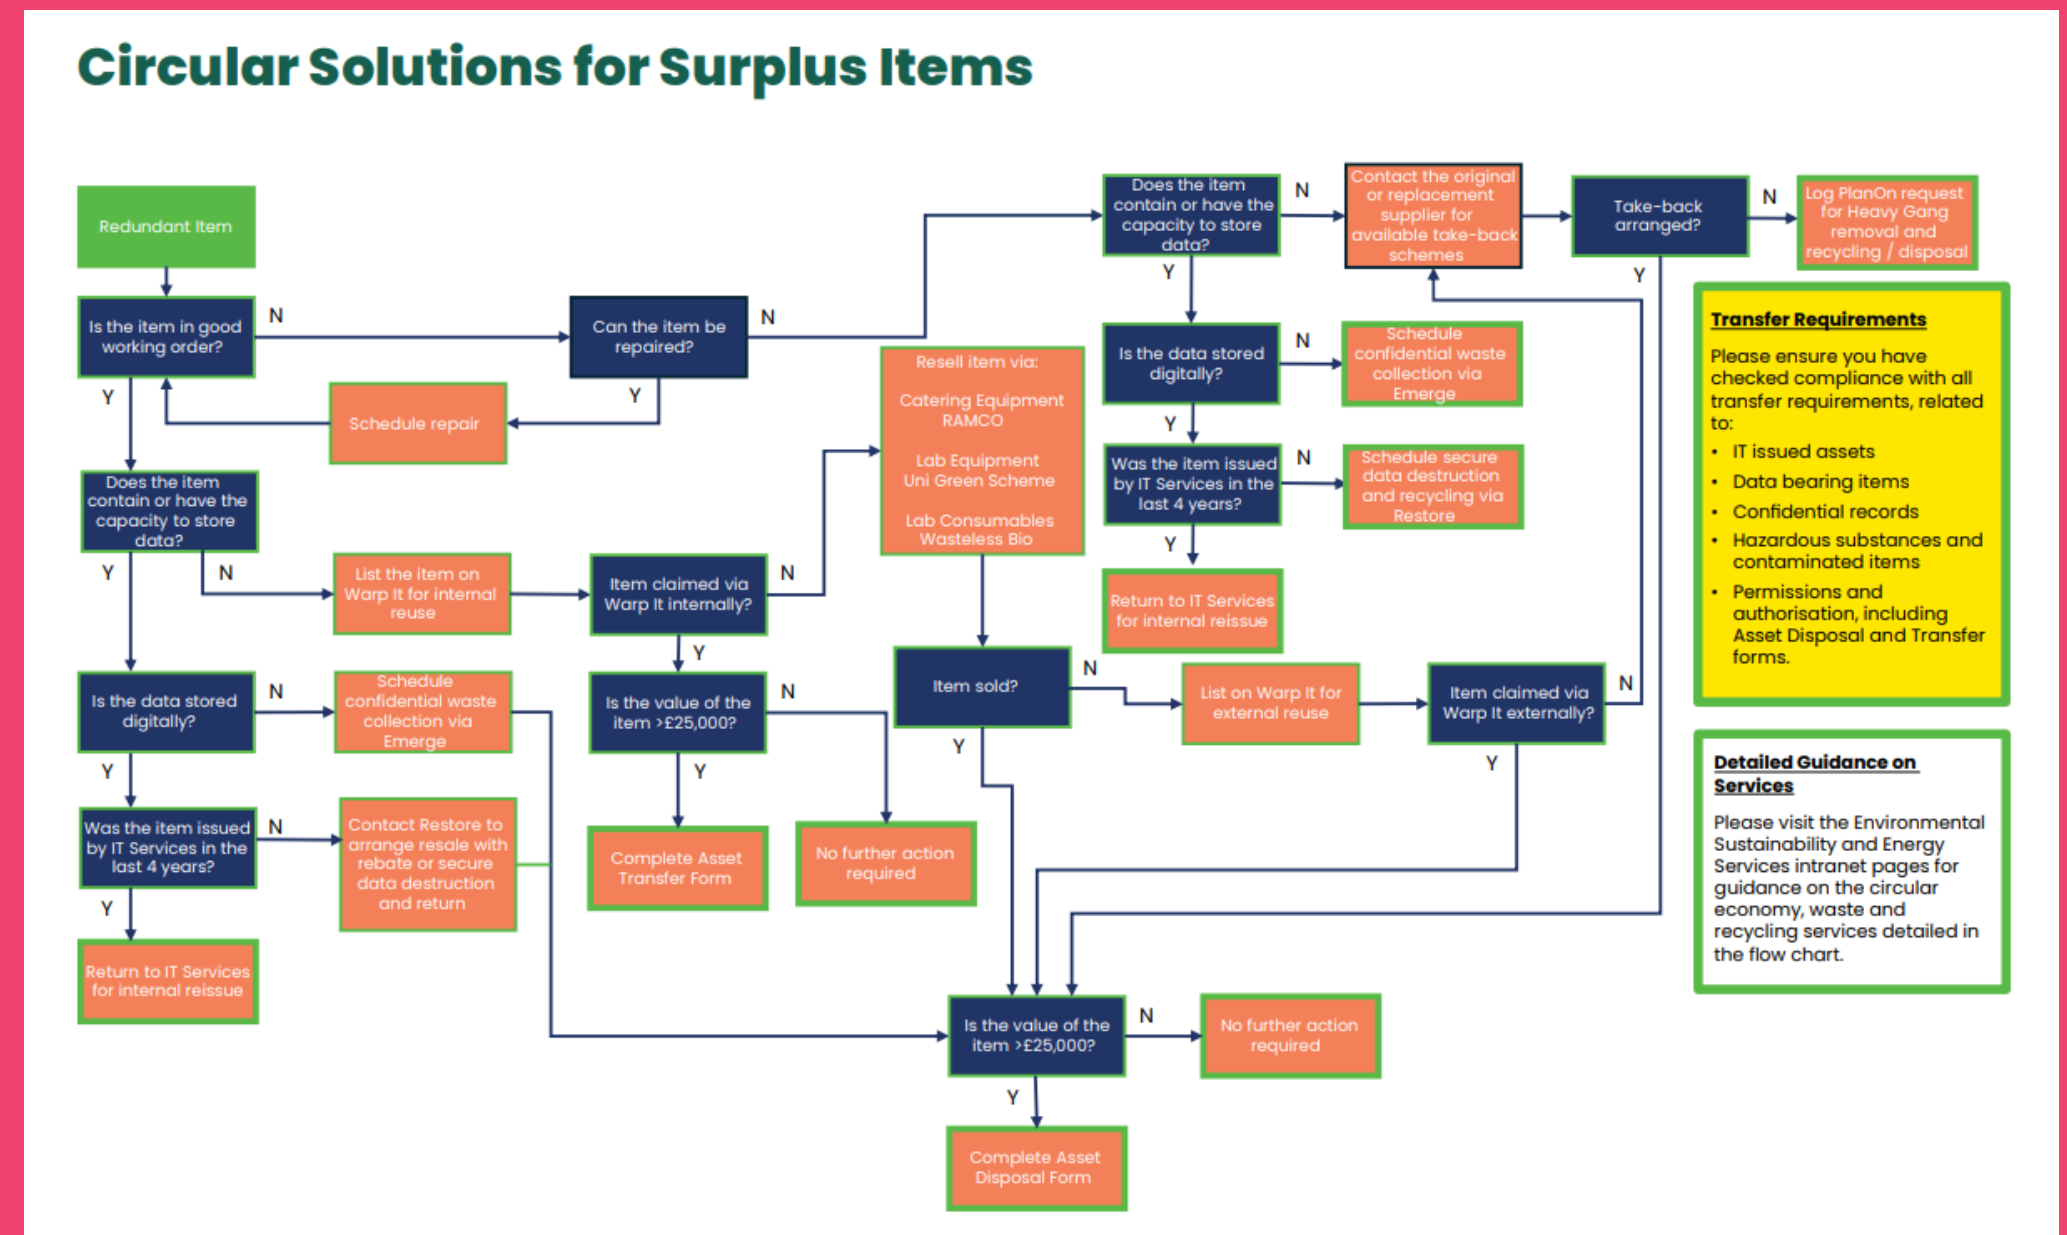 Circular Solutions for Surplus Items
Redundant Item
Is the item in good
working order?
N
Y
Can the item be
repaired?
N
Y
Schedule repair
Does the item
contain or have the
capacity to store
data?
Y
N
List the item on
Warp It for internal
reuse
Item claimed via
Warp It internally?
N
Y
Is the data stored
digitally?
N
Y
Schedule
confidential waste
collection via
Emerge
Was the item issued
by IT Services in the
last 4 years?
N
Y
Contact Restore to
arrange resale with
rebate or secure
data destruction
and return
Return to IT Services
for internal reissue
Is the value of the
item >£25,000?
N
Y
Complete Asset
Transfer Form
No further action
required
Resell item via:
Catering Equipment
RAMCO
Lab Equipment
Uni Green Scheme
Lab Consumables
Wasteless Bio
Item sold?
N
Y
List on Warp It for
external reuse
Item claimed via
Warp It externally?
N
Y
Does the item
contain or have the
capacity to store
data?
N
Y
Contact the original
or replacement
supplier for
available take-back
schemes
Take-back
arranged?
N
Y
Log PlanOn request
for Heavy Gang
removal and
recycling / disposal
Is the data stored
digitally?
N
Y
Schedule
confidential waste
collection via
Emerge
Was the item issued
by IT Services in the
last 4 years?
N
Y
Schedule secure
data destruction
and recycling via
Restore
Return to IT Services
for internal reissue
Is the value of the
item >£25,000?
N
Y
No further action
required
Complete Asset
Disposal Form
Transfer Requirements
Please ensure you have
checked compliance with all
transfer requirements, related
to:
• IT issued assets
• Data bearing items
• Confidential records
• Hazardous substances and
contaminated items
• Permissions and
authorisation, including
Asset Disposal and Transfer
forms.
Detailed Guidance on
Services
Please visit the Environmental
Sustainability and Energy
Services intranet pages for
guidance on the circular
economy, waste and
recycling services detailed in
the flow chart.